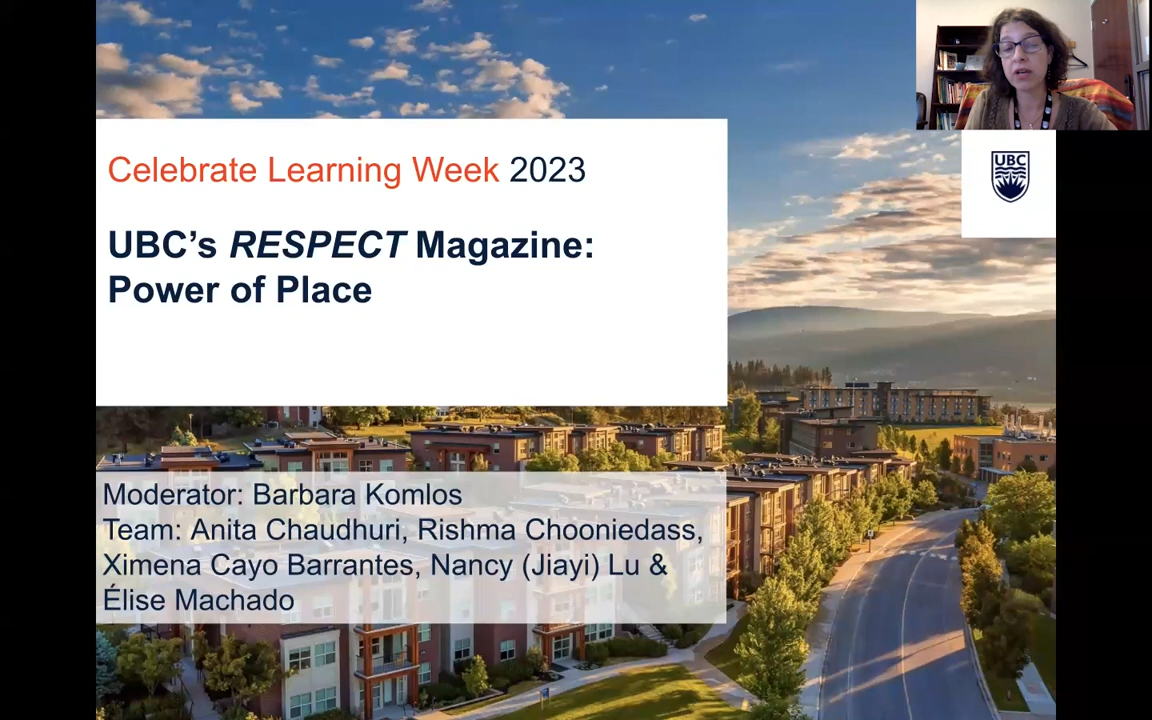 Celebrate Learning Week 2023
UBC
UBC’s RESPECT Magazine:
Power of Place
Moderator: Barbara Komlos
Team: Anita Chaudhuri, Rishma Chooniedass,
Ximena Cayo Barrantes, Nancy (Jiayi) Lu &
Élise Machado